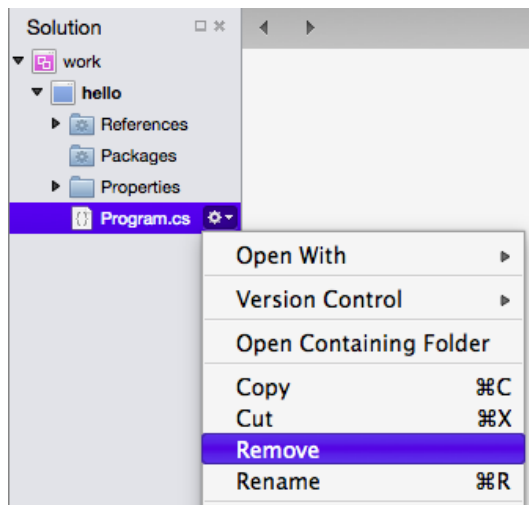 Solution
work
hello
References
Packages
Properties
Program.cs
Open With
Version Control
Open Containing Folder
Copy ⌘C
Cut ⌘X
Remove
Rename ⌘R